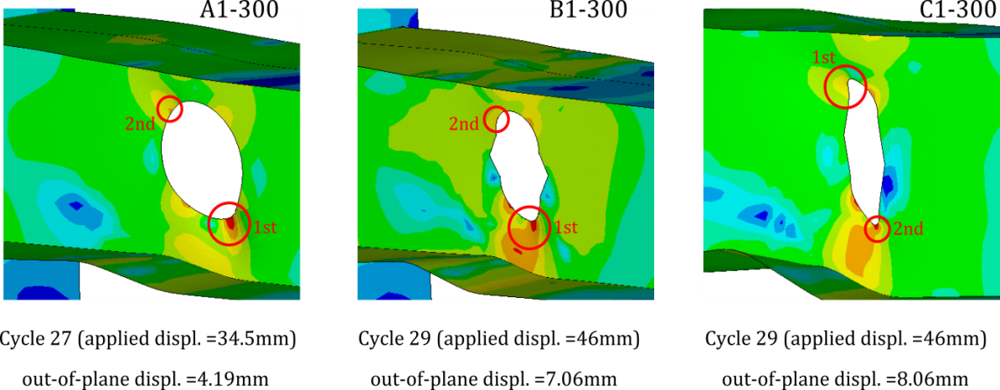 A1-300
B1-300
C1-300
1st
2nd
2nd
1st
1st
2nd
Cycle 27 (applied displ. =34.5mm)
out-of-plane displ. =4.19mm
Cycle 29 (applied displ. =46mm)
out-of-plane displ. =7.06mm
Cycle 29 (applied displ. =46mm)
out-of-plane displ. =8.06mm